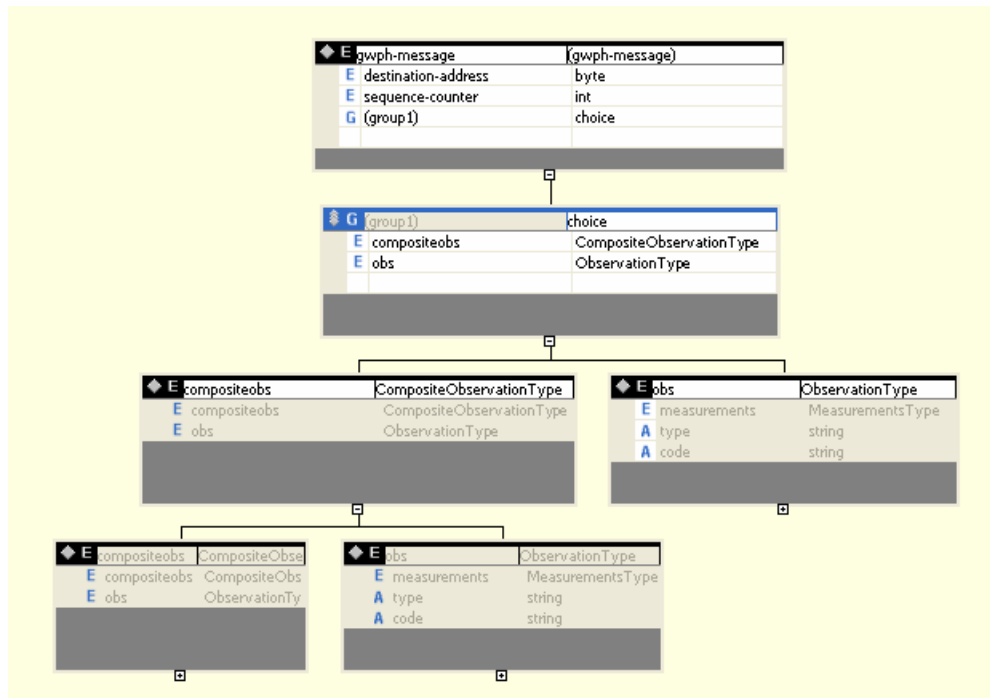 E gwph-message (gwph-message)
E destination-address byte
E sequence-counter int
G (group1) choice
G (group1) choice
E compositeobs CompositeObservationType
E obs ObservationType
E compositeobs CompositeObservationType
E compositeobs CompositeObservationType
E obs ObservationType
E obs ObservationType
E measurements MeasurementsType
A type string
A code string
E compositeobs CompositeObse
E compositeobs CompositeObs
E obs ObservationTy
E obs ObservationType
E measurements MeasurementsType
A type string
A code string